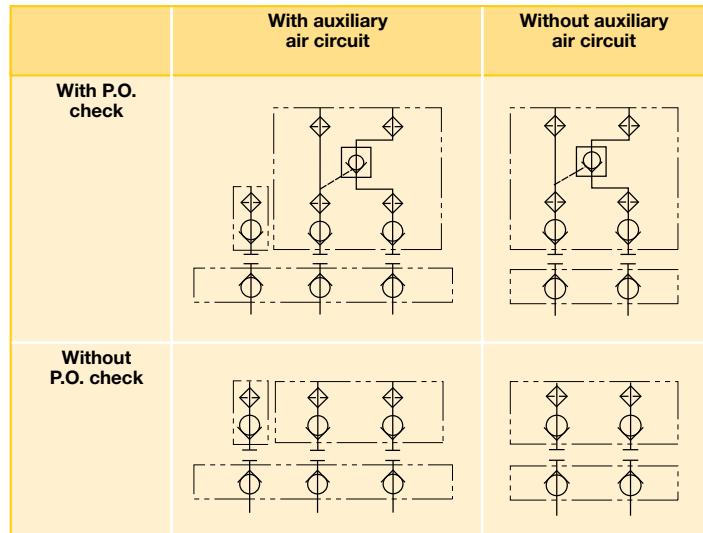 With auxiliary
air circuit
Without auxiliary
air circuit
With P.O.
check
Without
P.O. check